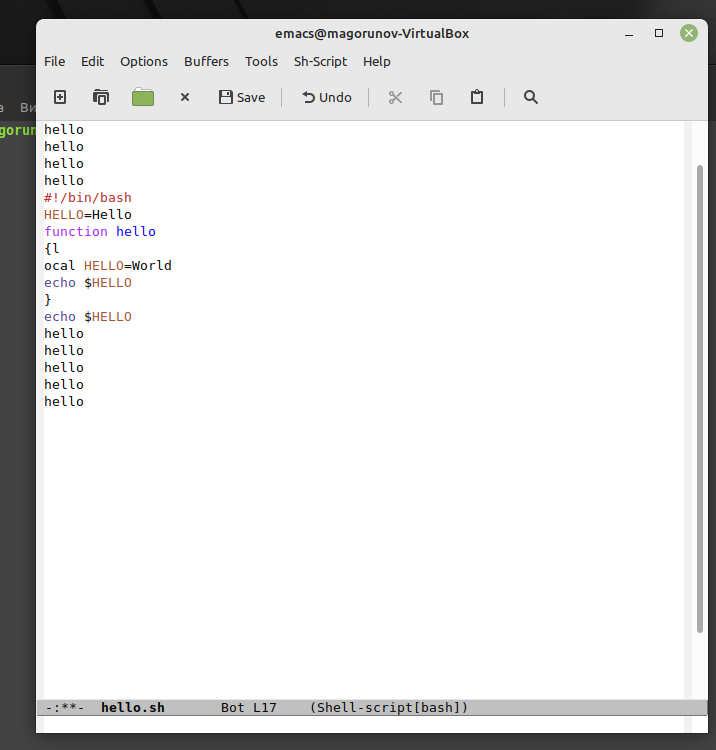 emacs@magorunov-VirtualBox
File Edit Options Buffers Tools Sh-Script Help
Save Undo
а Ви
gorun
hello
hello
hello
hello
#!/bin/bash
HELLO=Hello
function hello
{l
ocal HELLO=World
echo $HELLO
}
echo $HELLO
hello
hello
hello
hello
hello
-:**- hello.sh Bot L17 (Shell-script[bash])